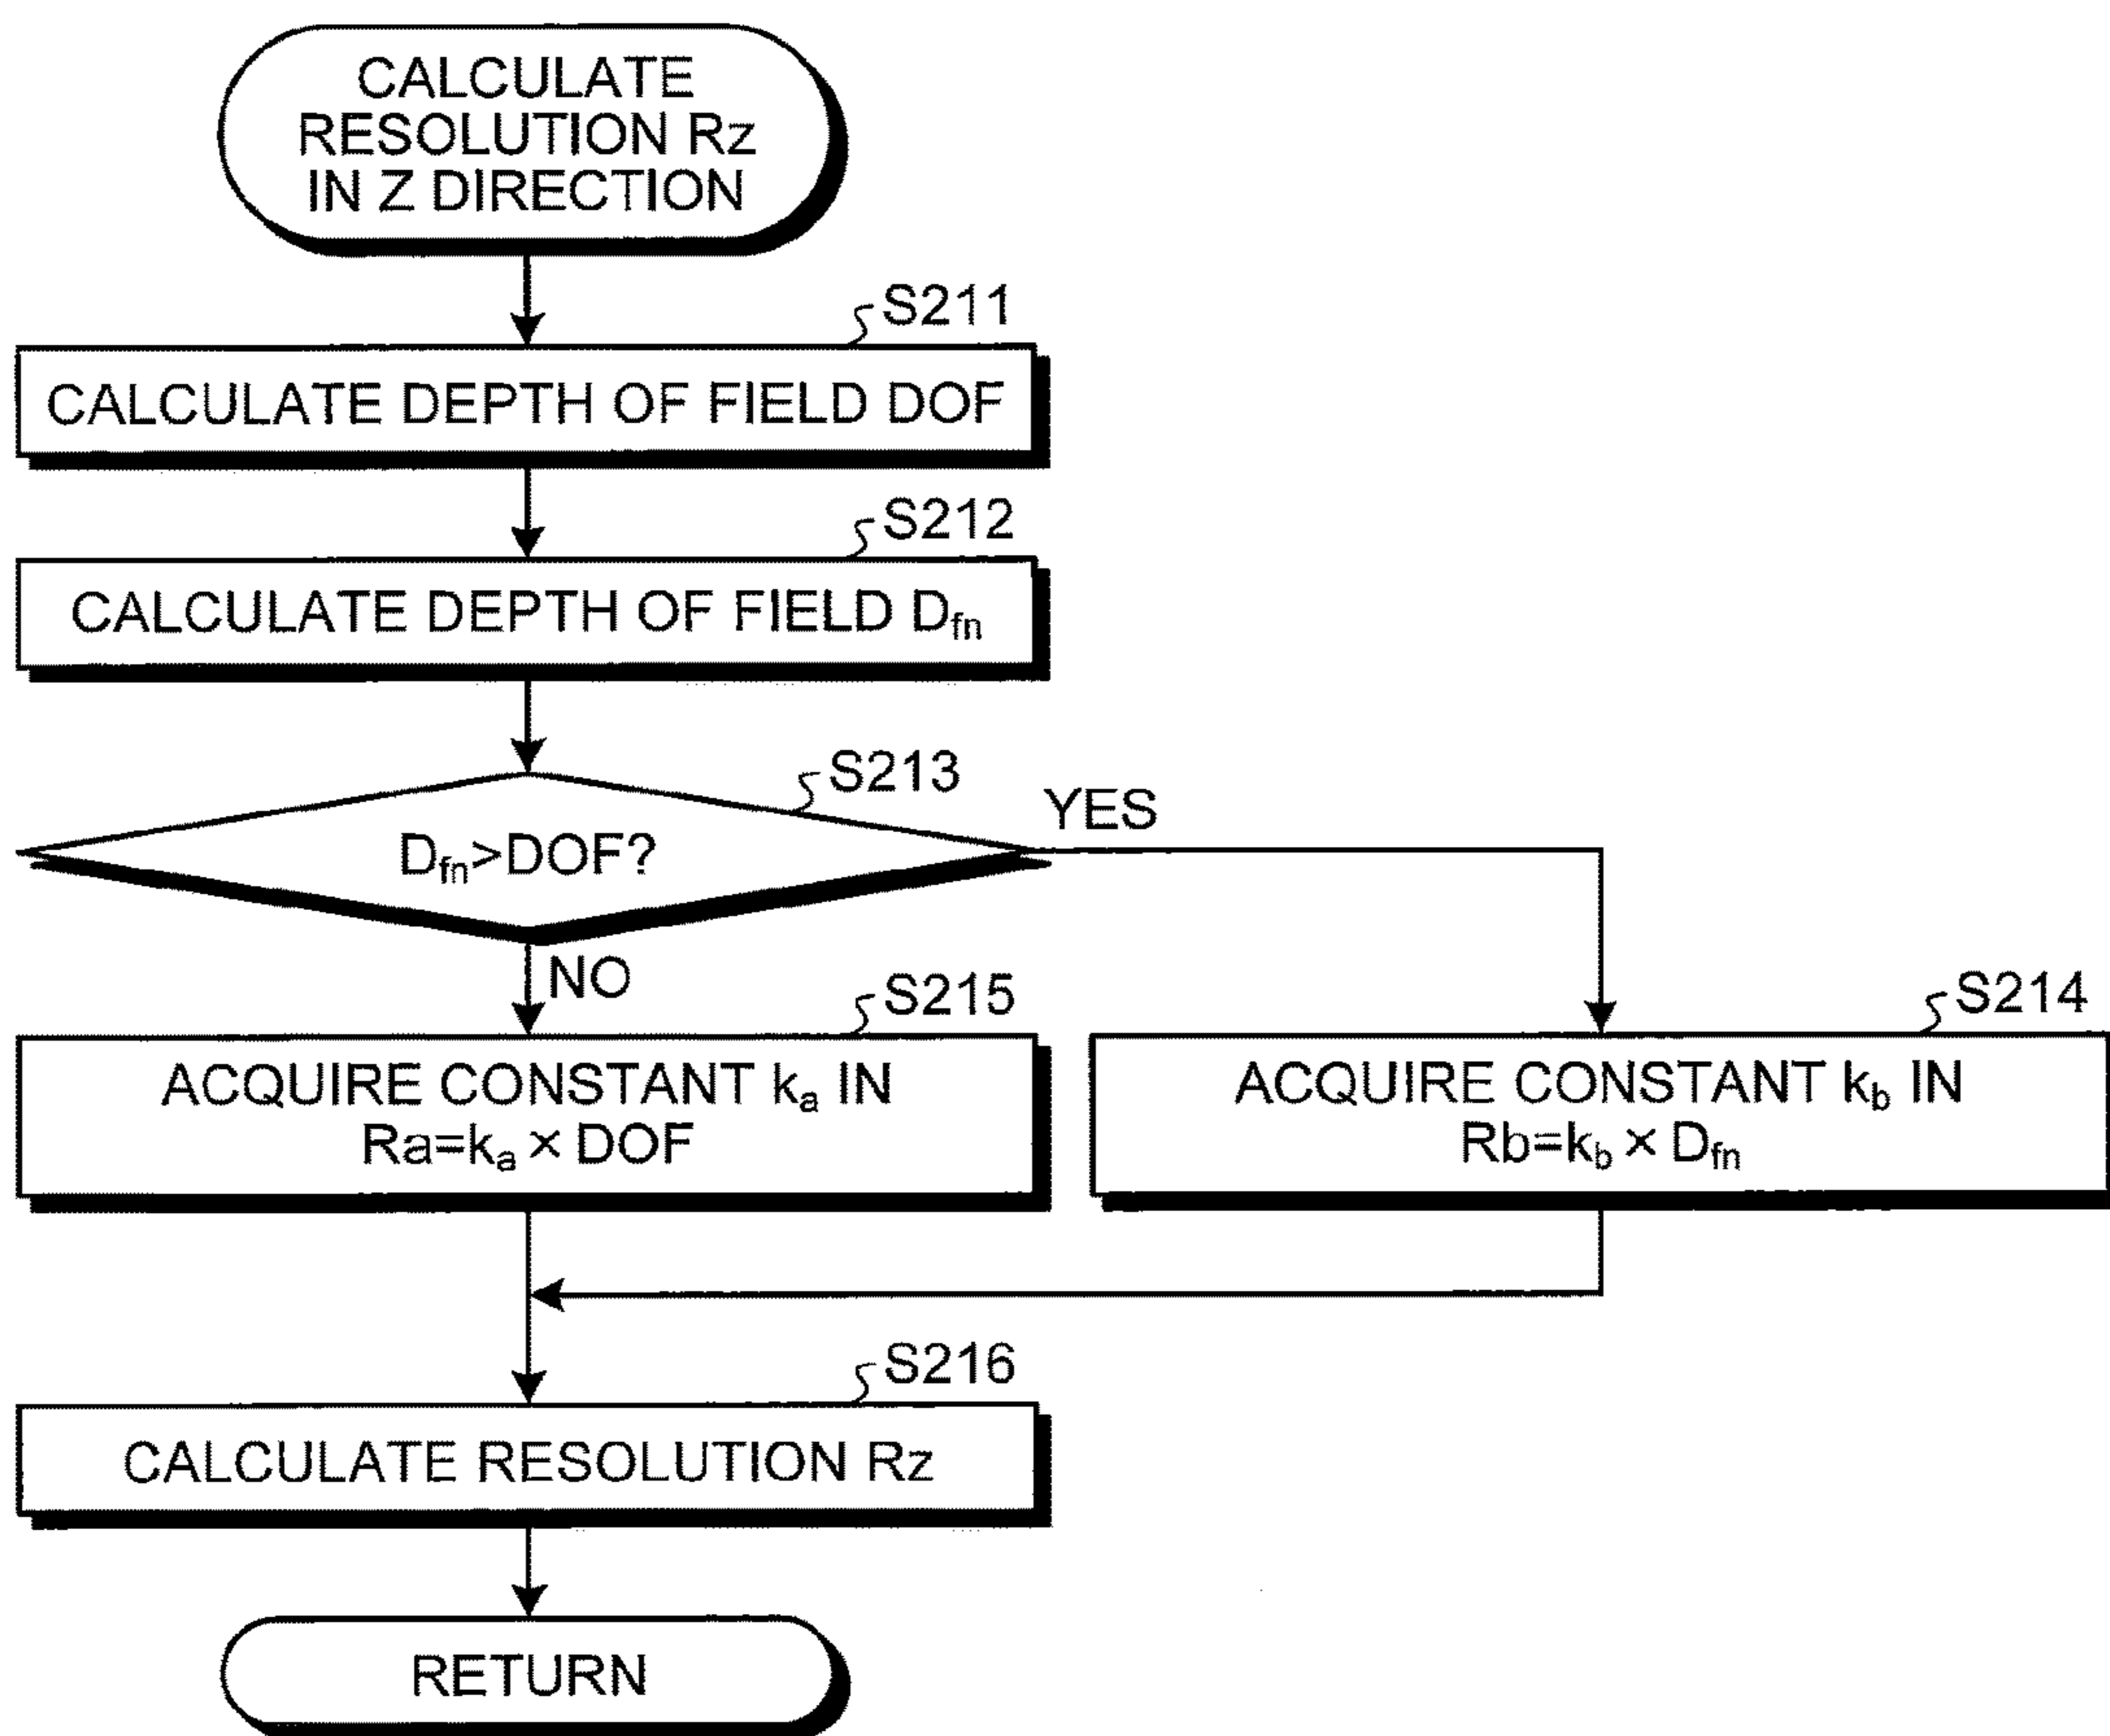 CALCULATE
RESOLUTION Rz
IN Z DIRECTION
S211
CALCULATE DEPTH OF FIELD DOF
S212
CALCULATE DEPTH OF FIELD Dfn
S213
YES
Dfn>DOF?
NO
S215
ACQUIRE CONSTANT ka IN
Ra=ka × DOF
S214
ACQUIRE CONSTANT kb IN
Rb=kb × Dfn
S216
CALCULATE RESOLUTION Rz
RETURN